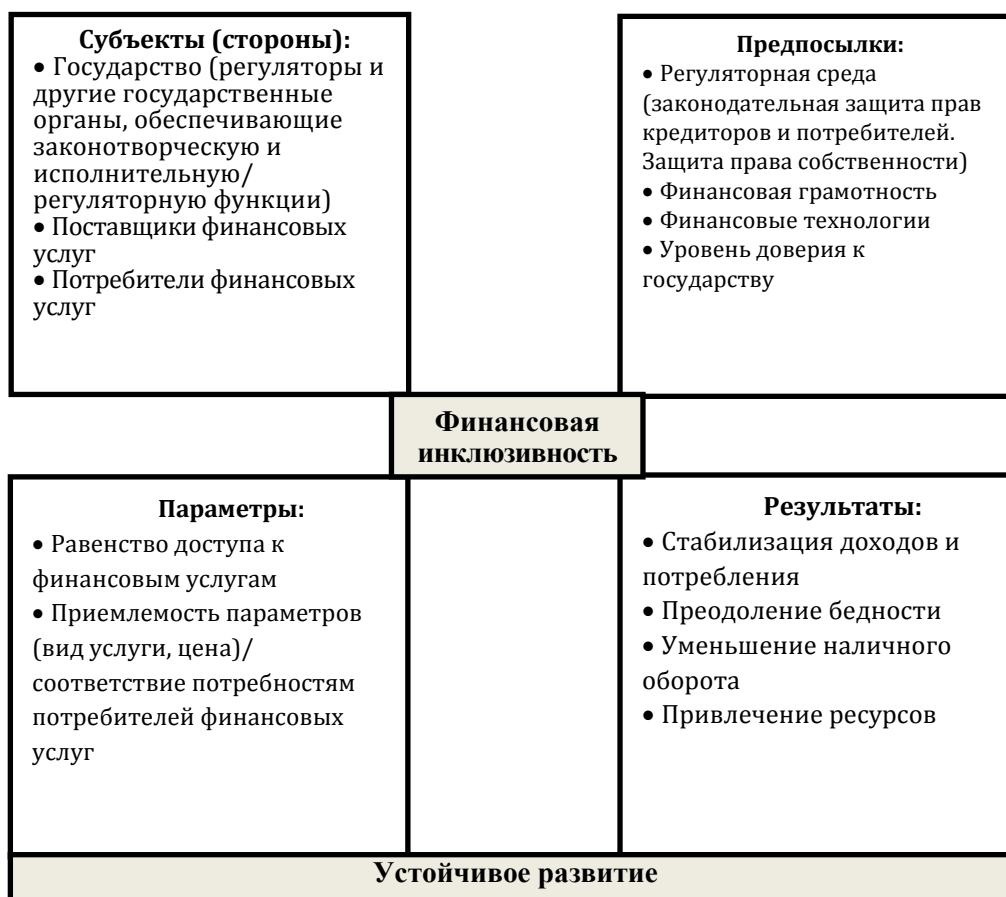 Субъекты (стороны):
• Государство (регуляторы и
другие государственные
органы, обеспечивающие
законотворческую и
исполнительную/
регуляторную функции)
• Поставщики финансовых
услуг
• Потребители финансовых
услуг
Предпосылки:
• Регуляторная среда
(законодательная защита прав
кредиторов и потребителей.
Защита права собственности)
• Финансовая грамотность
• Финансовые технологии
• Уровень доверия к
государству
Финансовая
инклюзивность
Параметры:
• Равенство доступа к
финансовым услугам
• Приемлемость параметров
(вид услуги, цена)/
соответствие потребностям
потребителей финансовых
услуг
Результаты:
• Стабилизация доходов и
потребления
• Преодоление бедности
• Уменьшение наличного
оборота
• Привлечение ресурсов
Устойчивое развитие